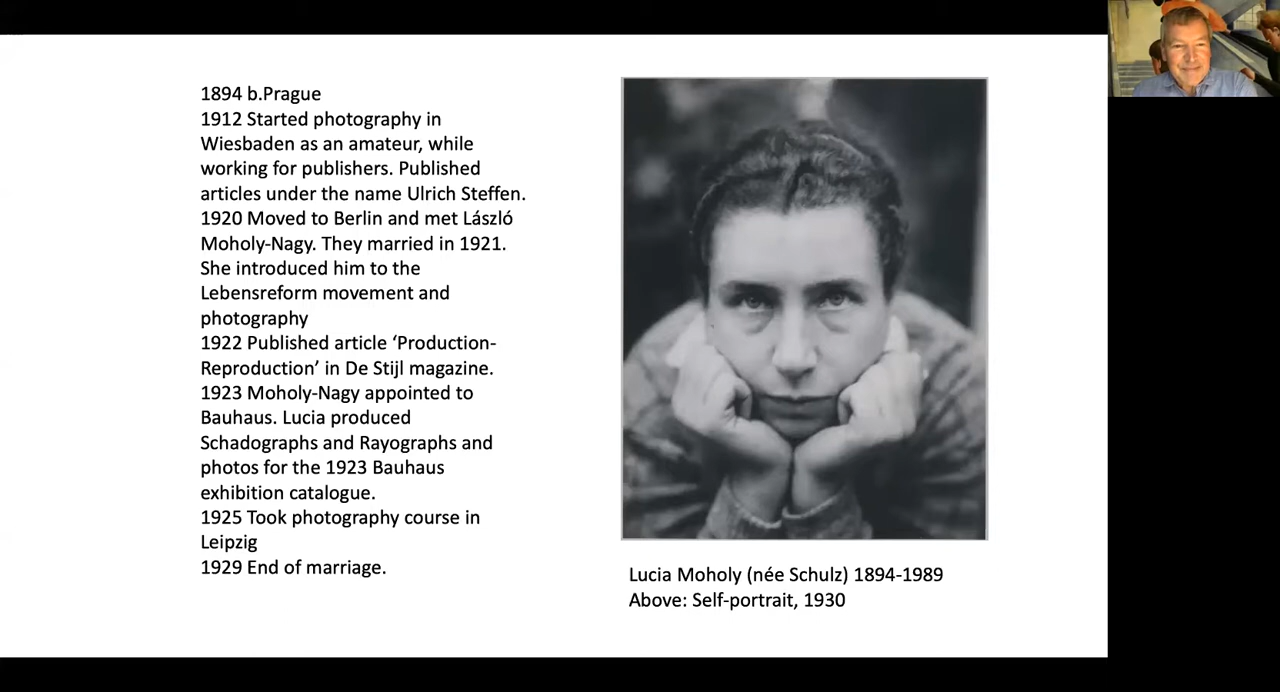 1894 b.Prague
1912 Started photography in
Wiesbaden as an amateur, while
working for publishers. Published
articles under the name Ulrich Steffen.
1920 Moved to Berlin and met László
Moholy-Nagy. They married in 1921.
She introduced him to the
Lebensreform movement and
photography
1922 Published article ‘Production-
Reproduction’ in De Stijl magazine.
1923 Moholy-Nagy appointed to
Bauhaus. Lucia produced
Schadographs and Rayographs and
photos for the 1923 Bauhaus
exhibition catalogue.
1925 Took photography course in
Leipzig
1929 End of marriage.
Lucia Moholy (née Schulz) 1894-1989
Above: Self-portrait, 1930